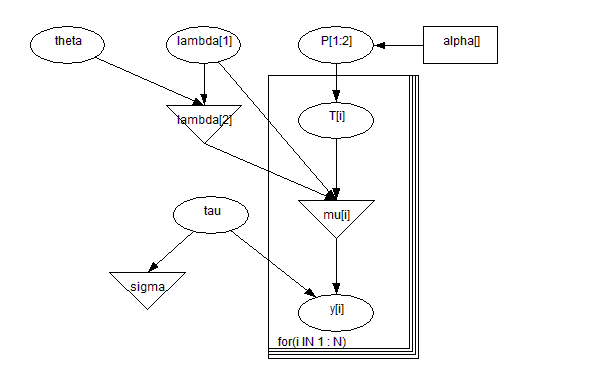 theta
lambda[1]
P[1:2]
alpha[]
lambda[2]
T[i]
tau
mu[i]
sigma
y[i]
for(i IN 1 : N)